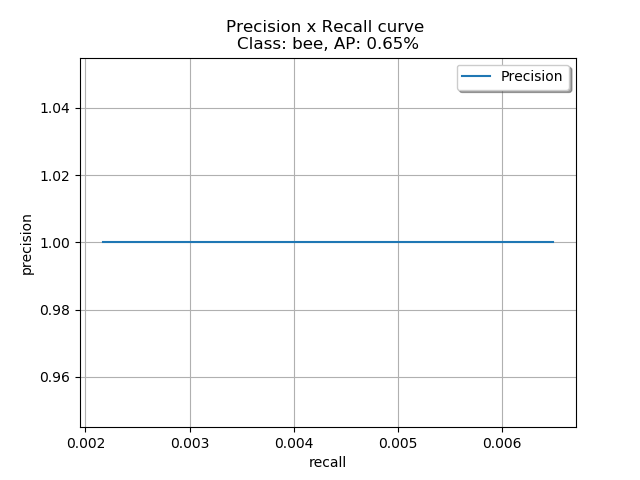 Precision x Recall curve
Class: bee, AP: 0.65%
Precision
1.04
1.02
1.00
0.98
0.96
precision
0.002 0.003 0.004 0.005 0.006
recall